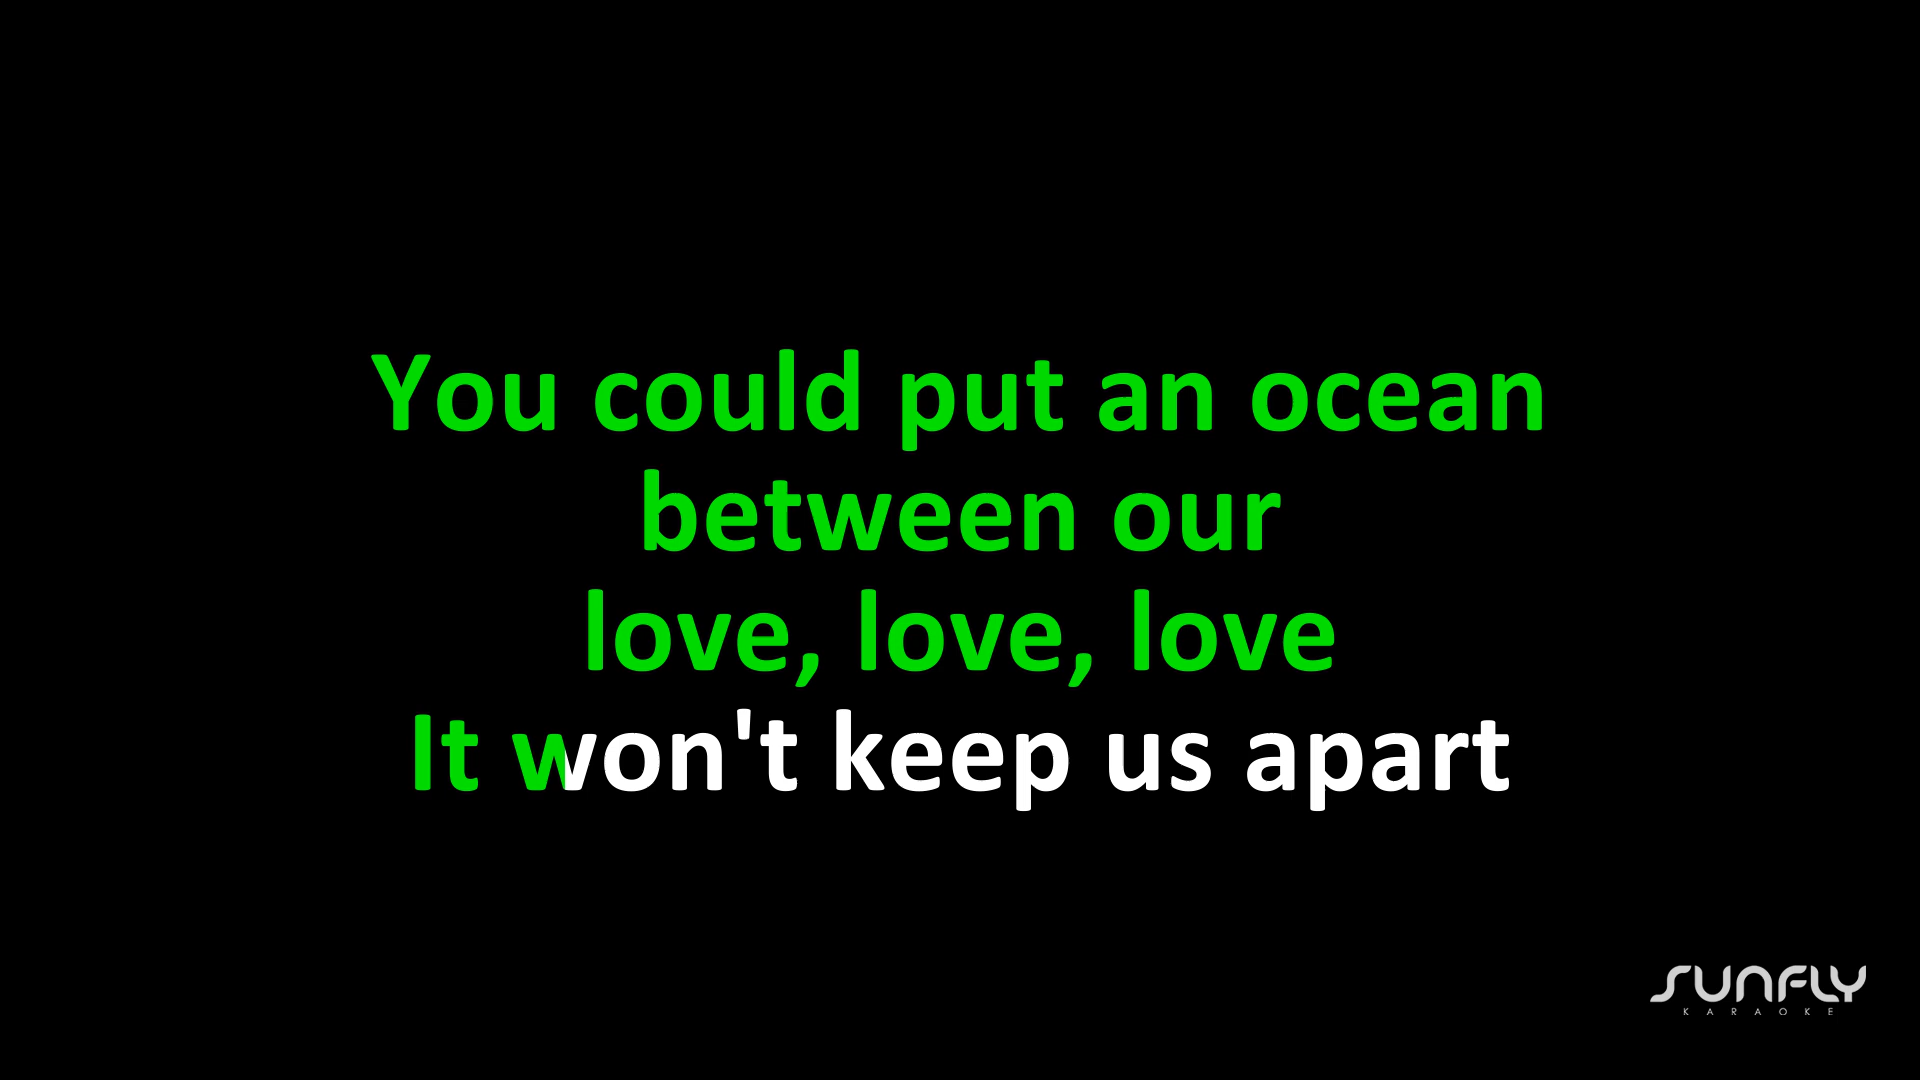 You could put an ocean
between our
love, love, love
It won't keep us apart
SUNFLY
KARAOKE